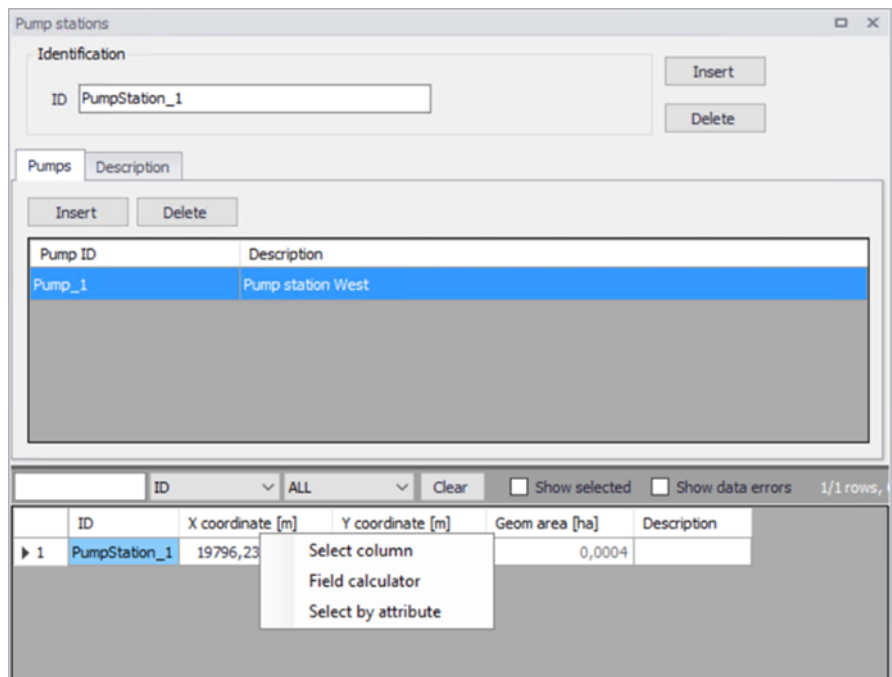 Pump stations
Identification
ID PumpStation_1
Insert
Delete
Pumps Description
Insert Delete
Pump ID Description
Pump_1 Pump station West
ID ALL Clear Show selected Show data errors 1/1 rows,
ID X coordinate [m] Y coordinate [m] Geom area [ha] Description
1 PumpStation_1 19796,23 0,0004
Select column
Field calculator
Select by attribute